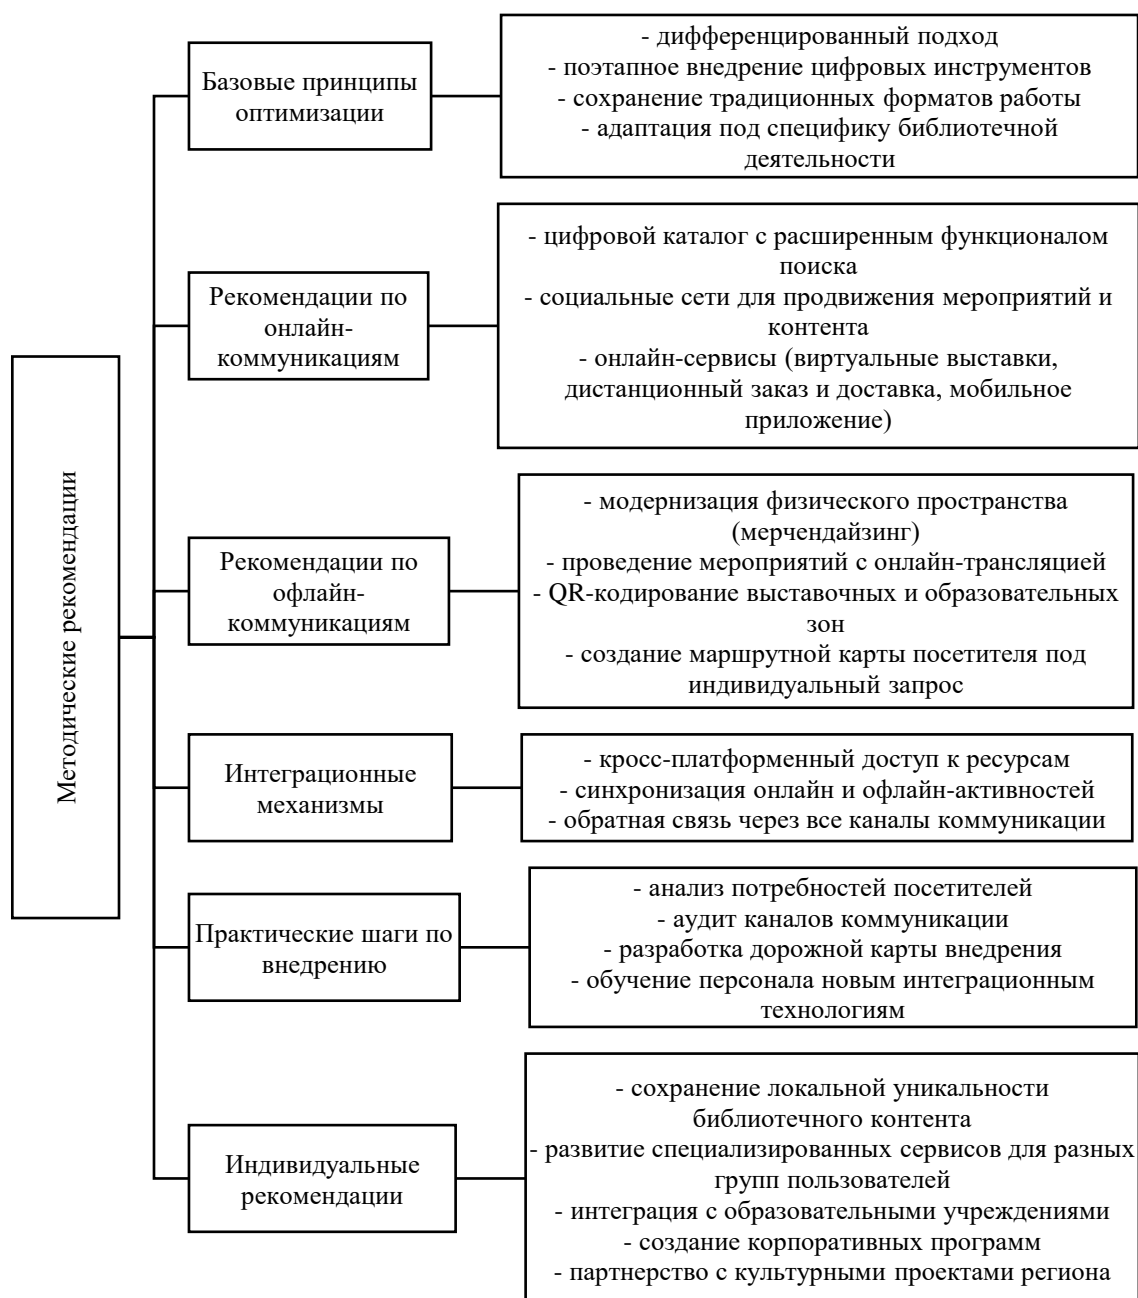 Методические рекомендации
Базовые принципы
оптимизации
- дифференцированный подход
- поэтапное внедрение цифровых инструментов
- сохранение традиционных форматов работы
- адаптация под специфику библиотечной
деятельности
Рекомендации по
онлайн-
коммуникациям
- цифровой каталог с расширенным функционалом
поиска
- социальные сети для продвижения мероприятий и
контента
- онлайн-сервисы (виртуальные выставки,
дистанционный заказ и доставка, мобильное
приложение)
Рекомендации по
офлайн-
коммуникациям
- модернизация физического пространства
(мерчендайзинг)
- проведение мероприятий с онлайн-трансляцией
- QR-кодирование выставочных и образовательных
зон
- создание маршрутной карты посетителя под
индивидуальный запрос
Интеграционные
механизмы
- кросс-платформенный доступ к ресурсам
- синхронизация онлайн и офлайн-активностей
- обратная связь через все каналы коммуникации
Практические шаги по
внедрению
- анализ потребностей посетителей
- аудит каналов коммуникации
- разработка дорожной карты внедрения
- обучение персонала новым интеграционным
технологиям
Индивидуальные
рекомендации
- сохранение локальной уникальности
библиотечного контента
- развитие специализированных сервисов для разных
групп пользователей
- интеграция с образовательными учреждениями
- создание корпоративных программ
- партнерство с культурными проектами региона